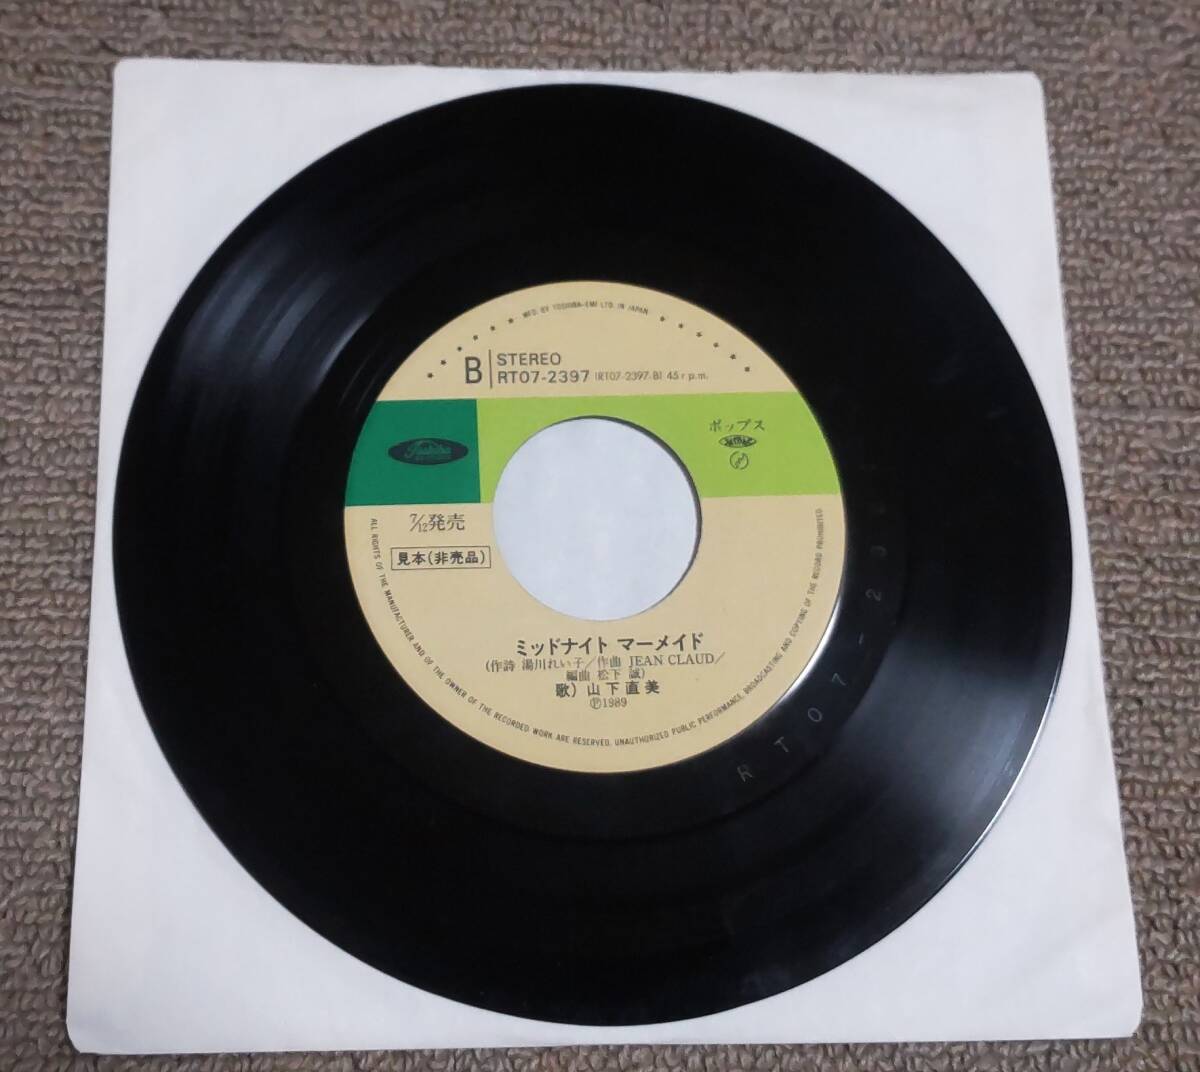 MFD. BY TOSHIBA-EMI LTD. IN JAPAN
B
STEREO
RT07-2397 (RT07-2397-B) 45 r.p.m.
Toshiba
ポップス
7/12発売
見本(非売品)
ミッドナイト マーメイド
(作詩 湯川れい子/作曲 JEAN CLAUD/
編曲 松下 誠)
歌) 山下直美
Ⓟ1989
ALL RIGHTS OF THE MANUFACTURER AND OF THE OWNER OF THE RECORDED WORK ARE RESERVED. UNAUTHORIZED PUBLIC PERFORMANCE, BROADCASTING AND COPYING OF THE RECORD PROHIBITED.
RT07-23